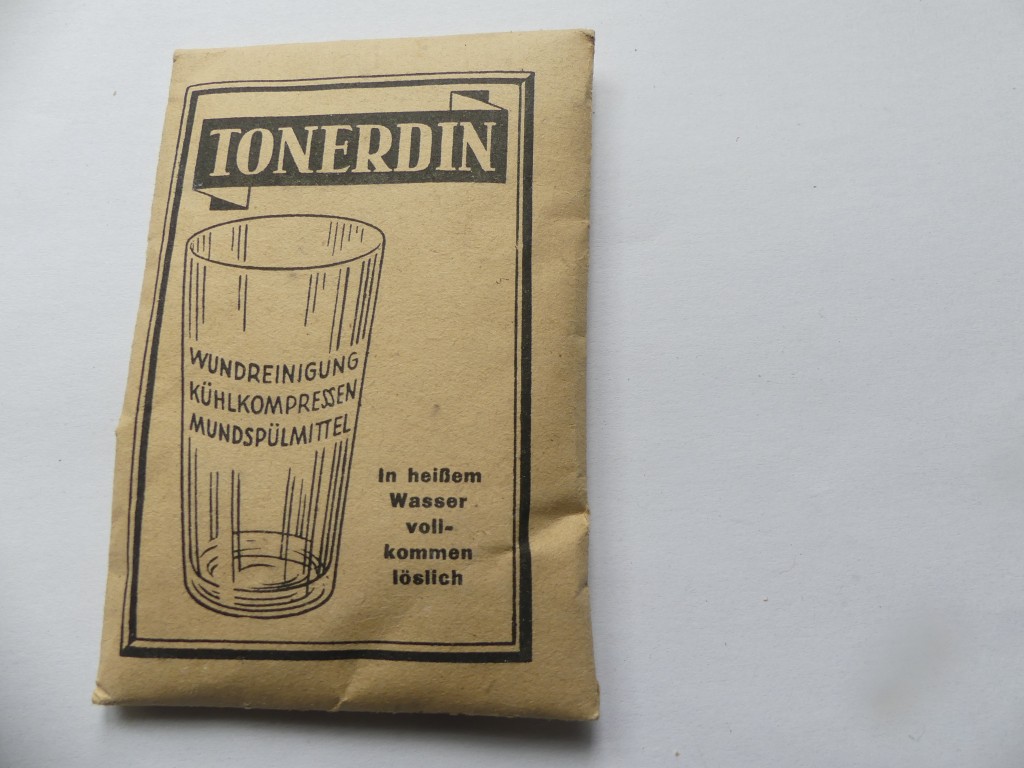 TONERDIN
WUNDREINIGUNG
KÜHLKOMPRESSEN
MUNDSPÜLMITTEL
In heißem
Wasser
voll-
kommen
löslich